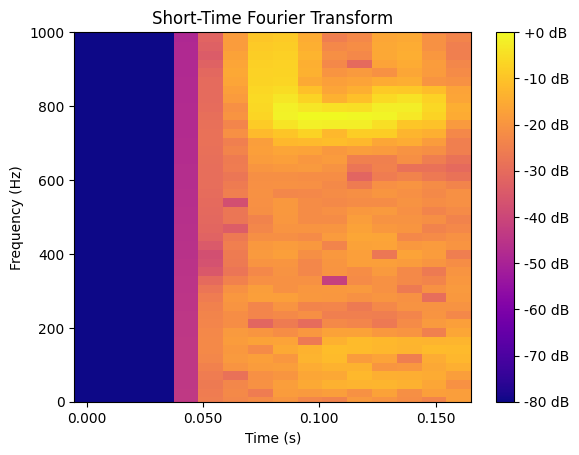 Short-Time Fourier Transform
1000
800
600
400
200
0
Frequency (Hz)
0.000
0.050
0.100
0.150
Time (s)
+0 dB
-10 dB
-20 dB
-30 dB
-40 dB
-50 dB
-60 dB
-70 dB
-80 dB